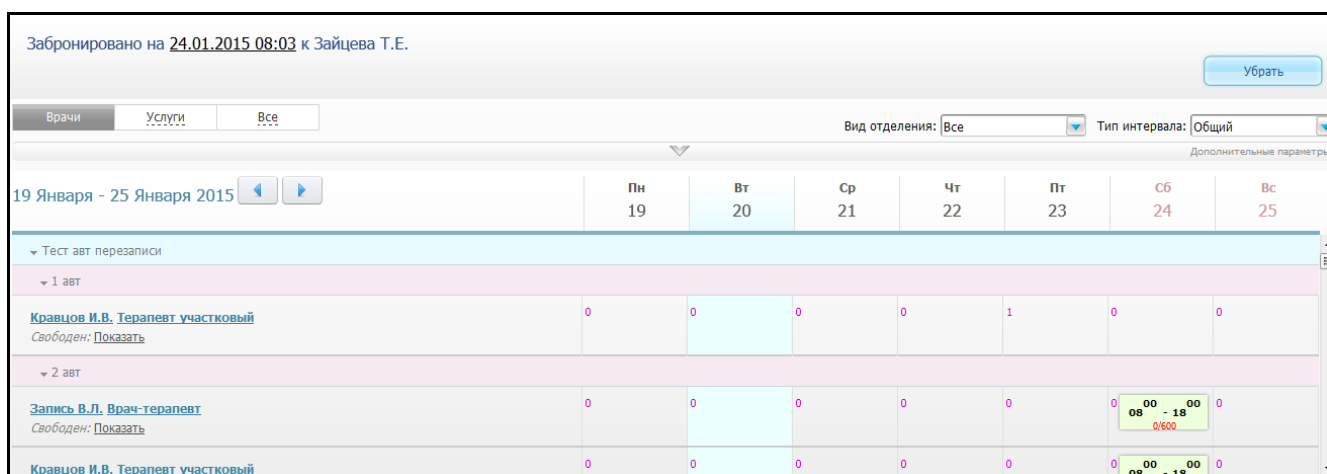 Забронировано на 24.01.2015 08:03 к Зайцева Т.Е.
Убрать
Врачи Услуги Все
Вид отделения: Все Тип интервала: Общий
Дополнительные параметры
19 Января - 25 Января 2015
Пн Вт Ср Чт Пт Сб Вс
19 20 21 22 23 24 25
Тест авт перезаписи
1 авт
Кравцов И.В. Терапевт участковый 0 0 0 0 1 0 0
Свободен: Показать
2 авт
Запись В.Л. Врач-терапевт 0 0 0 0 0 0 08 00 - 18 00 0
Свободен: Показать 0/600
Кравцов И.В. Терапевт участковый 0 0 0 0 0 0 08 00 - 18 00 0